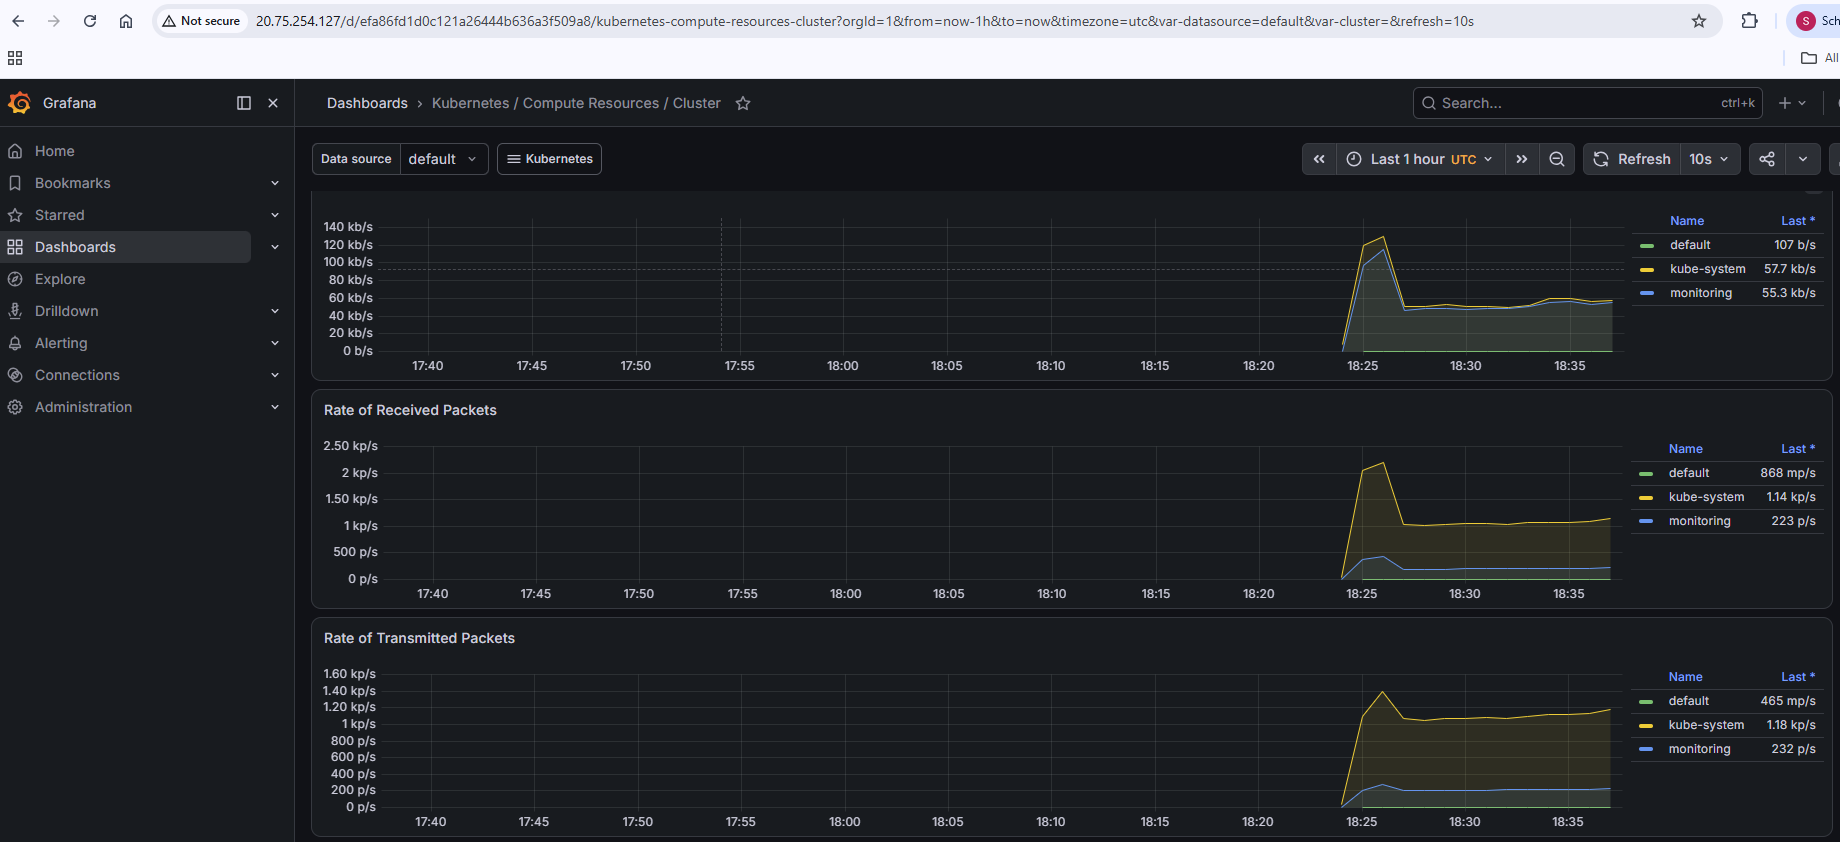 Not secure 20.75.254.127/d/efa86fd1d0c121a26444b636a3f509a8/kubernetes-compute-resources-cluster?orgId=1&from=now-1h&to=now&timezone=utc&var-datasource=default&var-cluster=&refresh=10s S Sch
All
Grafana
Dashboards › Kubernetes / Compute Resources / Cluster
Search... ctrl+k
Home
Bookmarks
Starred
Dashboards
Explore
Drilldown
Alerting
Connections
Administration
Data source default Kubernetes
Last 1 hour UTC Refresh 10s
140 kb/s
120 kb/s
100 kb/s
80 kb/s
60 kb/s
40 kb/s
20 kb/s
0 b/s
17:40 17:45 17:50 17:55 18:00 18:05 18:10 18:15 18:20 18:25 18:30 18:35
Name Last *
default 107 b/s
kube-system 57.7 kb/s
monitoring 55.3 kb/s
Rate of Received Packets
2.50 kp/s
2 kp/s
1.50 kp/s
1 kp/s
500 p/s
0 p/s
17:40 17:45 17:50 17:55 18:00 18:05 18:10 18:15 18:20 18:25 18:30 18:35
Name Last *
default 868 mp/s
kube-system 1.14 kp/s
monitoring 223 p/s
Rate of Transmitted Packets
1.60 kp/s
1.40 kp/s
1.20 kp/s
1 kp/s
800 p/s
600 p/s
400 p/s
200 p/s
0 p/s
17:40 17:45 17:50 17:55 18:00 18:05 18:10 18:15 18:20 18:25 18:30 18:35
Name Last *
default 465 mp/s
kube-system 1.18 kp/s
monitoring 232 p/s